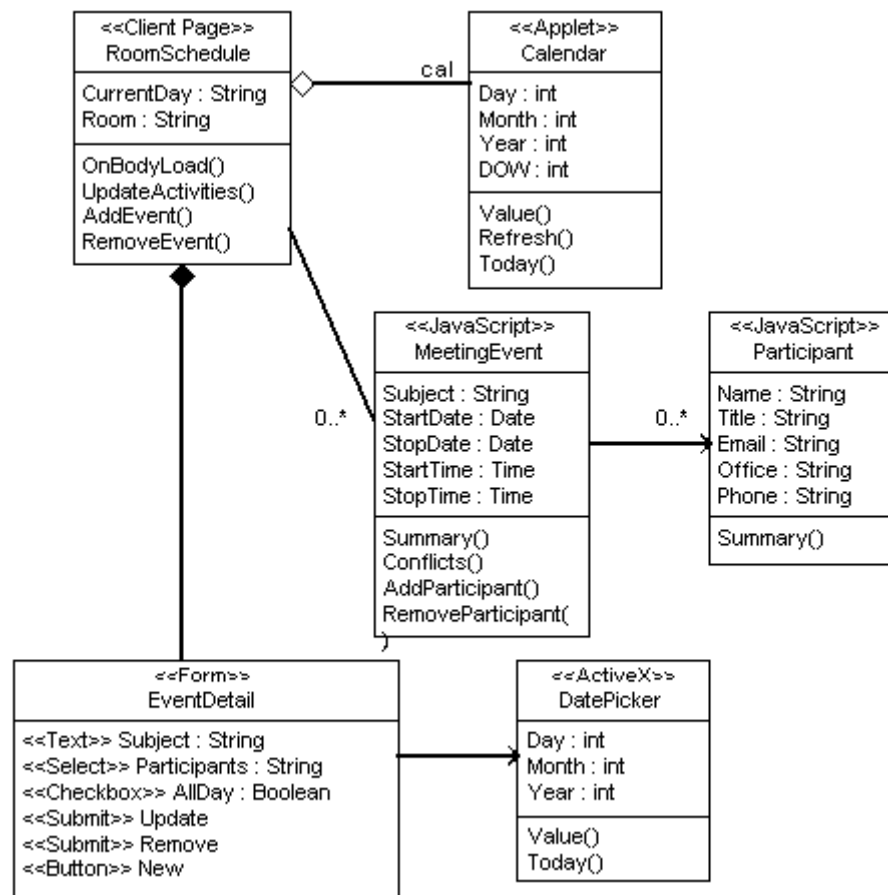 <<Client Page>>
RoomSchedule
CurrentDay : String
Room : String
OnBodyLoad()
UpdateActivities()
AddEvent()
RemoveEvent()
cal
<<Applet>>
Calendar
Day : int
Month : int
Year : int
DOW : int
Value()
Refresh()
Today()
0..*
<<JavaScript>>
MeetingEvent
Subject : String
StartDate : Date
StopDate : Date
StartTime : Time
StopTime : Time
Summary()
Conflicts()
AddParticipant()
RemoveParticipant(
)
0..*
<<JavaScript>>
Participant
Name : String
Title : String
Email : String
Office : String
Phone : String
Summary()
<<Form>>
EventDetail
<<Text>> Subject : String
<<Select>> Participants : String
<<Checkbox>> AllDay : Boolean
<<Submit>> Update
<<Submit>> Remove
<<Button>> New
<<ActiveX>>
DatePicker
Day : int
Month : int
Year : int
Value()
Today()